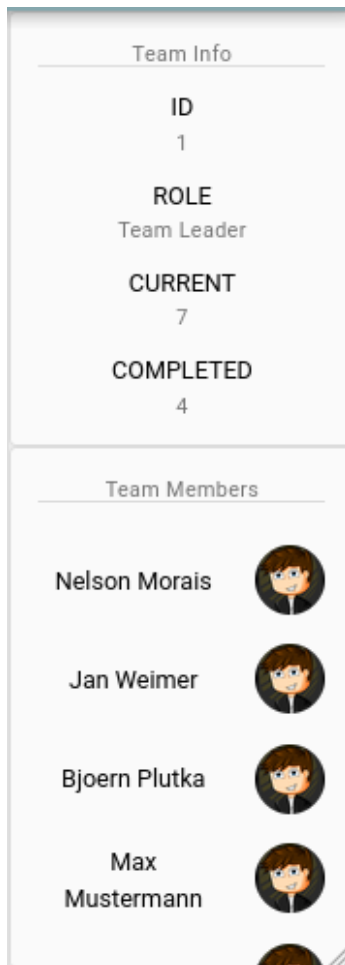 Team Info
ID
1
ROLE
Team Leader
CURRENT
7
COMPLETED
4
Team Members
Nelson Morais
Jan Weimer
Bjoern Plutka
Max
Mustermann